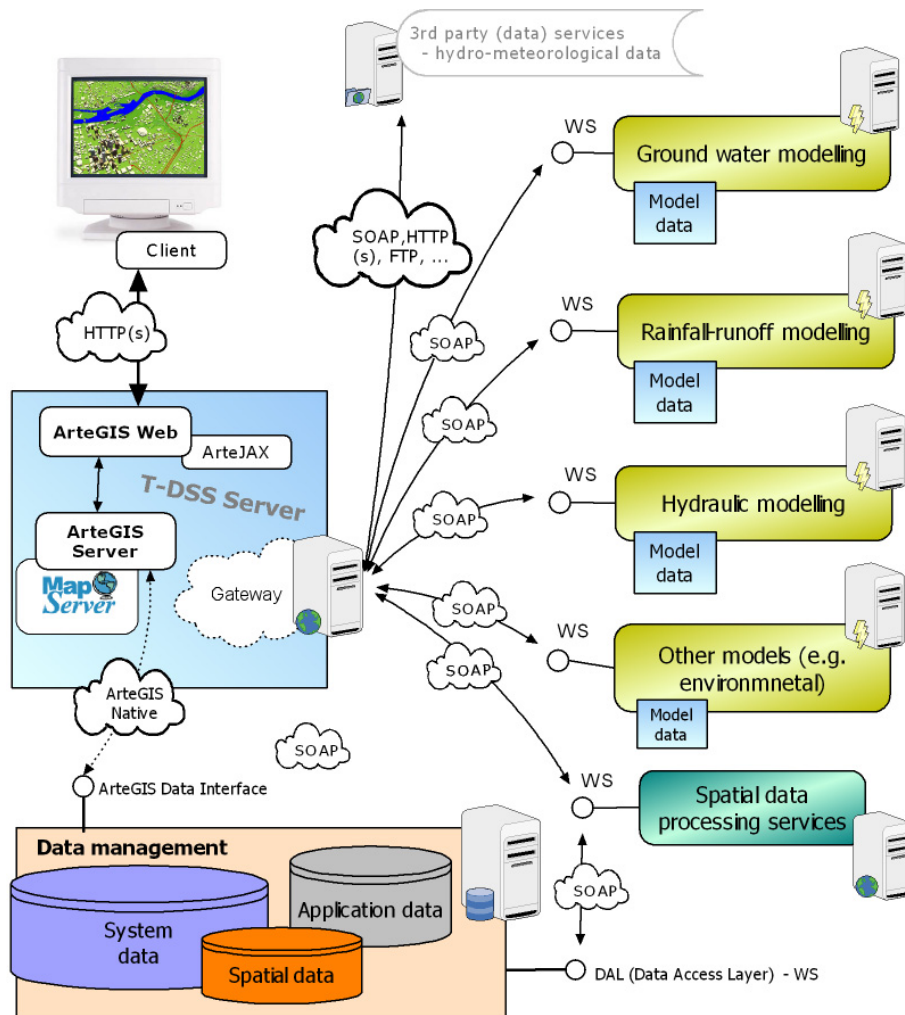 3rd party (data) services
- hydro-meteorological data
WS
Ground water modelling
Model
data
Client
SOAP,HTTP
(s), FTP, ...
HTTP(s)
SOAP
WS
Rainfall-runoff modelling
Model
data
ArteGIS Web
ArteJAX
SOAP
T-DSS Server
WS
Hydraulic modelling
ArteGIS
Server
SOAP
Model
data
Map
Server
Gateway
SOAP
WS
Other models (e.g.
environmnetal)
SOAP
Model
data
ArteGIS
Native
SOAP
ArteGIS Data Interface
WS
Spatial data
processing services
Data management
SOAP
Application data
System
data
Spatial data
DAL (Data Access Layer) - WS